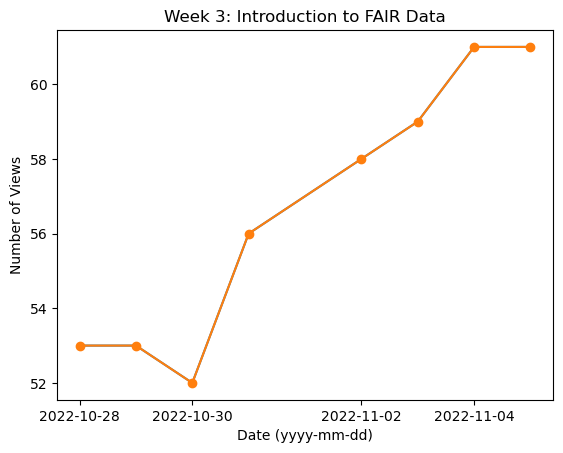 Week 3: Introduction to FAIR Data
Number of Views
60
58
56
54
52
2022-10-28 2022-10-30 2022-11-02 2022-11-04
Date (yyyy-mm-dd)